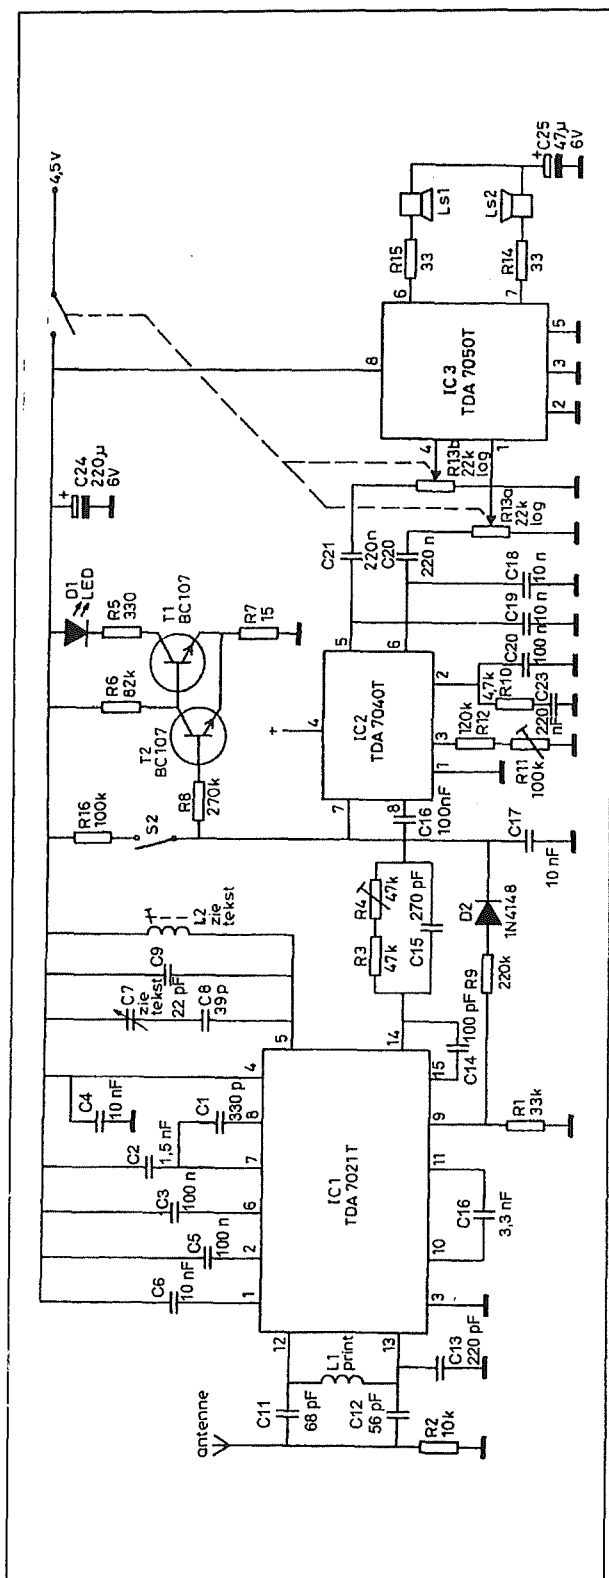 antenne
C11
68 pF
C12
56 pF
R2
10k
L1
print
C13
220 pF
12
13
IC1
TDA 7021T
1
2
6
7
8
4
5
3
10
11
9
15
14
C6
10 nF
C5
100 n
C3
100 n
C2
1,5 nF
C1
330 p
C4
10 nF
C7
zie
tekst
C8
39 p
C9
22 pF
L2
zie
tekst
C16
3,3 nF
R1
33k
C14
100 pF
R3
47k
R4
47k
C15
270 pF
R9
220k
D2
1N4148
C17
10 nF
C16
100nF
R16
100k
S2
R8
270k
T2
BC107
R6
82k
T1
BC107
D1
LED
R5
330
R7
15
C24
220µ
6V
+
4,5V
IC2
TDA 7040T
+
4
7
8
5
6
1
3
2
R12
120k
R11
100k
R10
4,7k
C23
220
nF
C20
100 n
C19
10 n
C18
10 n
C21
220n
C20
220 n
R13b
22k
log
R13a
22k
log
IC3
TDA 7050T
8
4
1
6
7
2
3
5
R15
33
R14
33
Ls1
Ls2
+
C25
47µ
6V